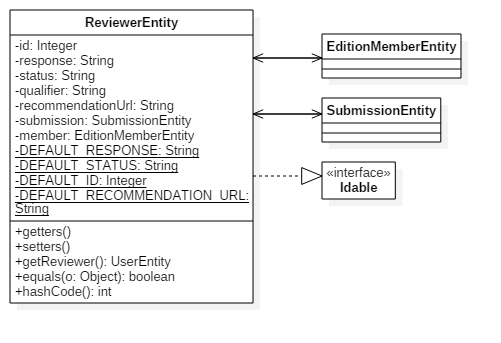 ReviewerEntity
-id: Integer
-response: String
-status: String
-qualifier: String
-recommendationUrl: String
-submission: SubmissionEntity
-member: EditionMemberEntity
-DEFAULT_RESPONSE: String
-DEFAULT_STATUS: String
-DEFAULT_ID: Integer
-DEFAULT_RECOMMENDATION_URL:
String
+getters()
+setters()
+getReviewer(): UserEntity
+equals(o: Object): boolean
+hashCode(): int
EditionMemberEntity
SubmissionEntity
«interface»
Idable